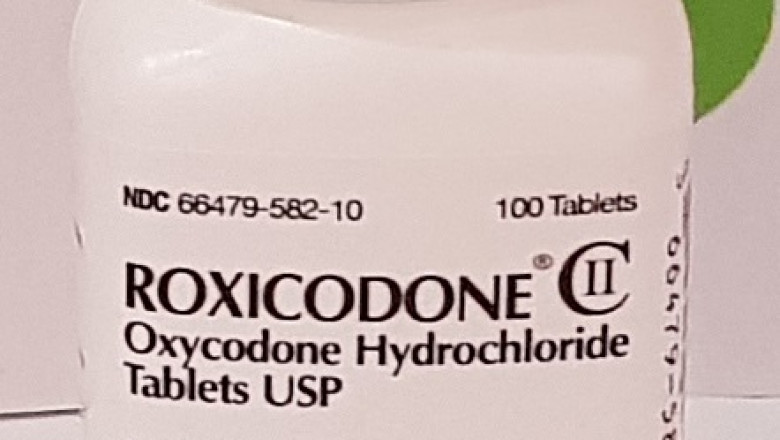 NDC 66479-582-10 100 Tablets
ROXICODONE® CII
Oxycodone Hydrochloride
Tablets USP